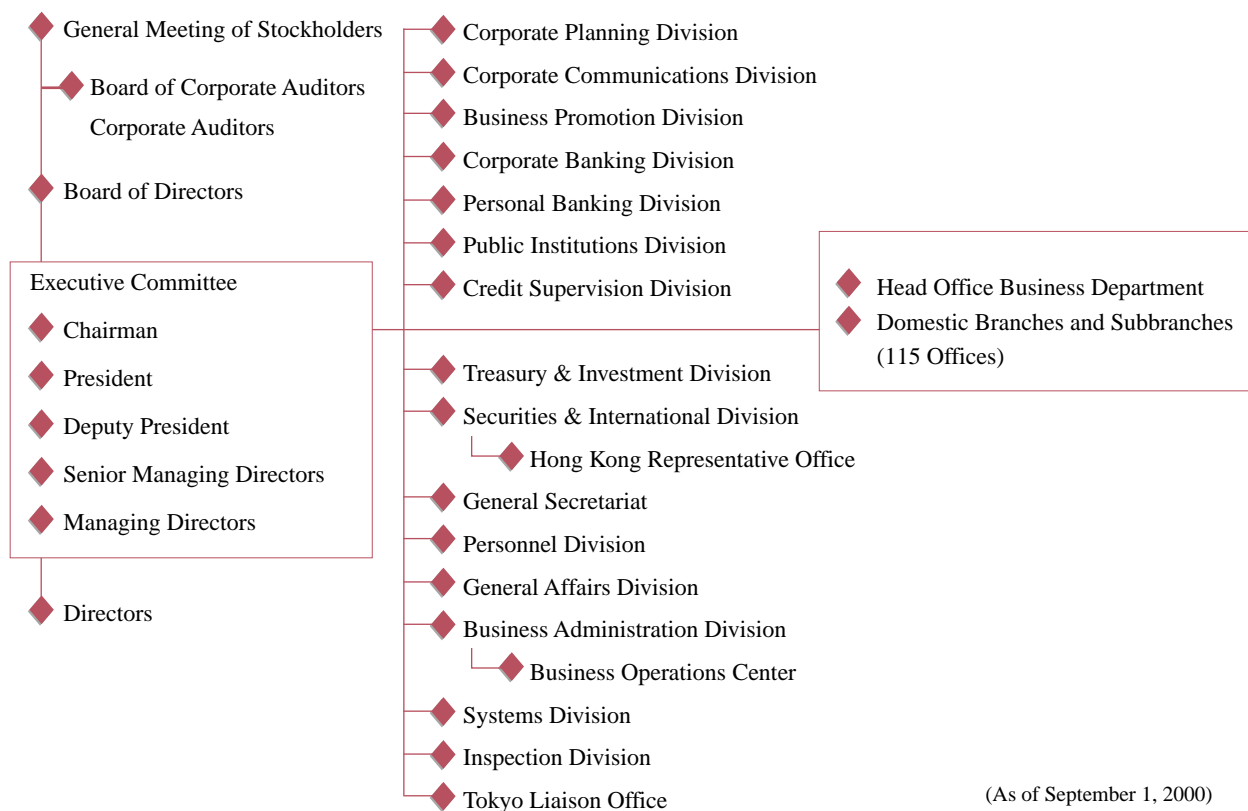 General Meeting of Stockholders
Board of Corporate Auditors
Corporate Auditors
Board of Directors
Executive Committee
Chairman
President
Deputy President
Senior Managing Directors
Managing Directors
Directors
Corporate Planning Division
Corporate Communications Division
Business Promotion Division
Corporate Banking Division
Personal Banking Division
Public Institutions Division
Credit Supervision Division
Treasury & Investment Division
Securities & International Division
Hong Kong Representative Office
General Secretariat
Personnel Division
General Affairs Division
Business Administration Division
Business Operations Center
Systems Division
Inspection Division
Tokyo Liaison Office
Head Office Business Department
Domestic Branches and Subbranches
(115 Offices)
(As of September 1, 2000)